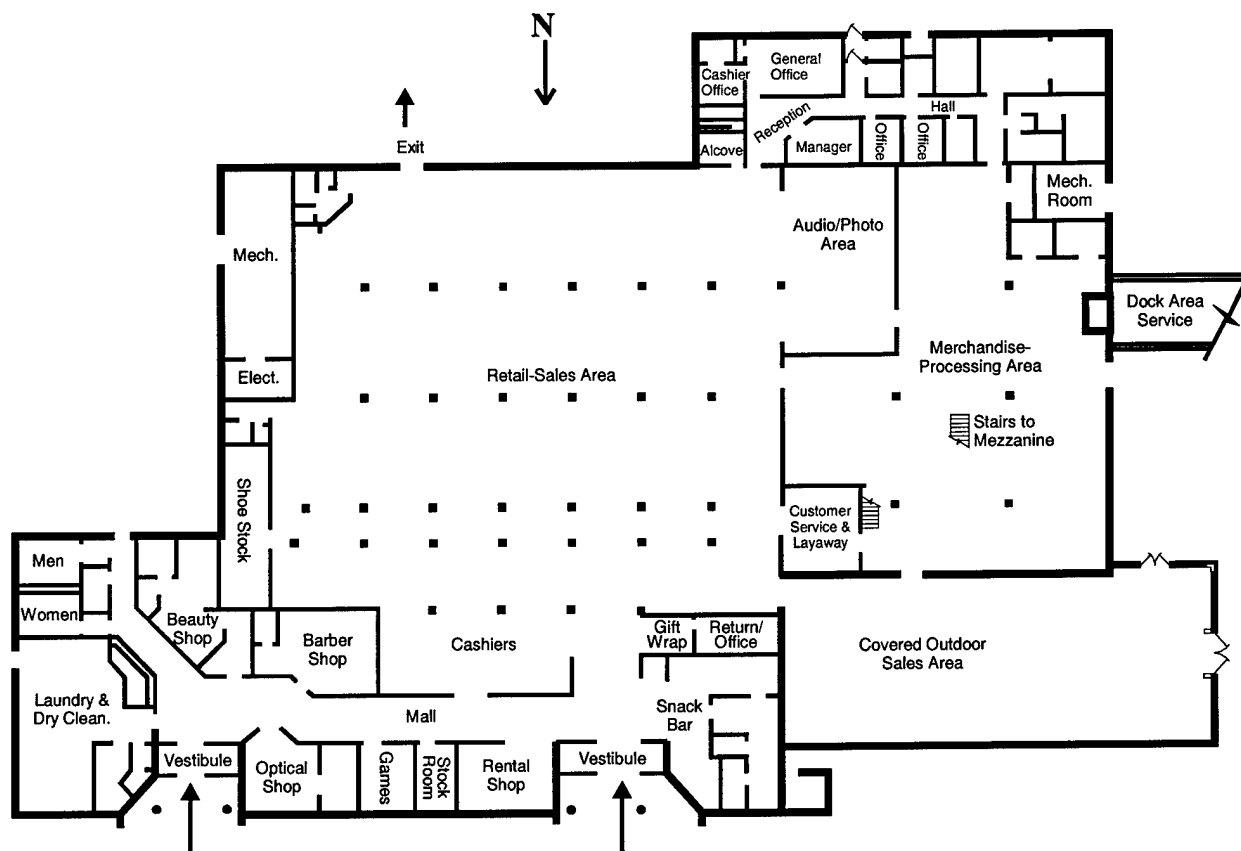 N
General
Office
Cashier
Office
Hall
Reception
Exit
Alcove
Manager
Office
Office
Mech.
Room
Audio/Photo
Area
Mech.
Dock Area
Service
Merchandise-
Processing Area
Elect.
Retail-Sales Area
Stairs to
Mezzanine
Shoe Stock
Customer
Service &
Layaway
Men
Women
Beauty
Shop
Barber
Shop
Cashiers
Gift
Wrap
Return/
Office
Covered Outdoor
Sales Area
Laundry &
Dry Clean.
Mall
Snack
Bar
Vestibule
Optical
Shop
Games
Stock
Room
Rental
Shop
Vestibule